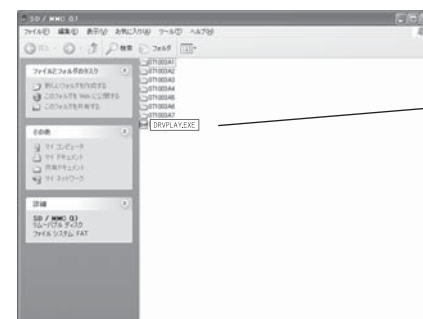 SD / MMC (J:)
ファイル(F) 編集(E) 表示(V) お気に入り(A) ツール(T) ヘルプ(H)
戻る 検索 フォルダ
ファイルとフォルダのタスク
新しいフォルダを作成する
このフォルダを Web に公開する
このフォルダを共有する
その他
マイ コンピュータ
マイ ドキュメント
共有ドキュメント
マイ ネットワーク
詳細
SD / MMC (J:)
リムーバブル ディスク
ファイル システム: FAT
071003A1
071003A2
071003A3
071003A4
071003A5
071003A6
071003A7
DRVPLAY.EXE